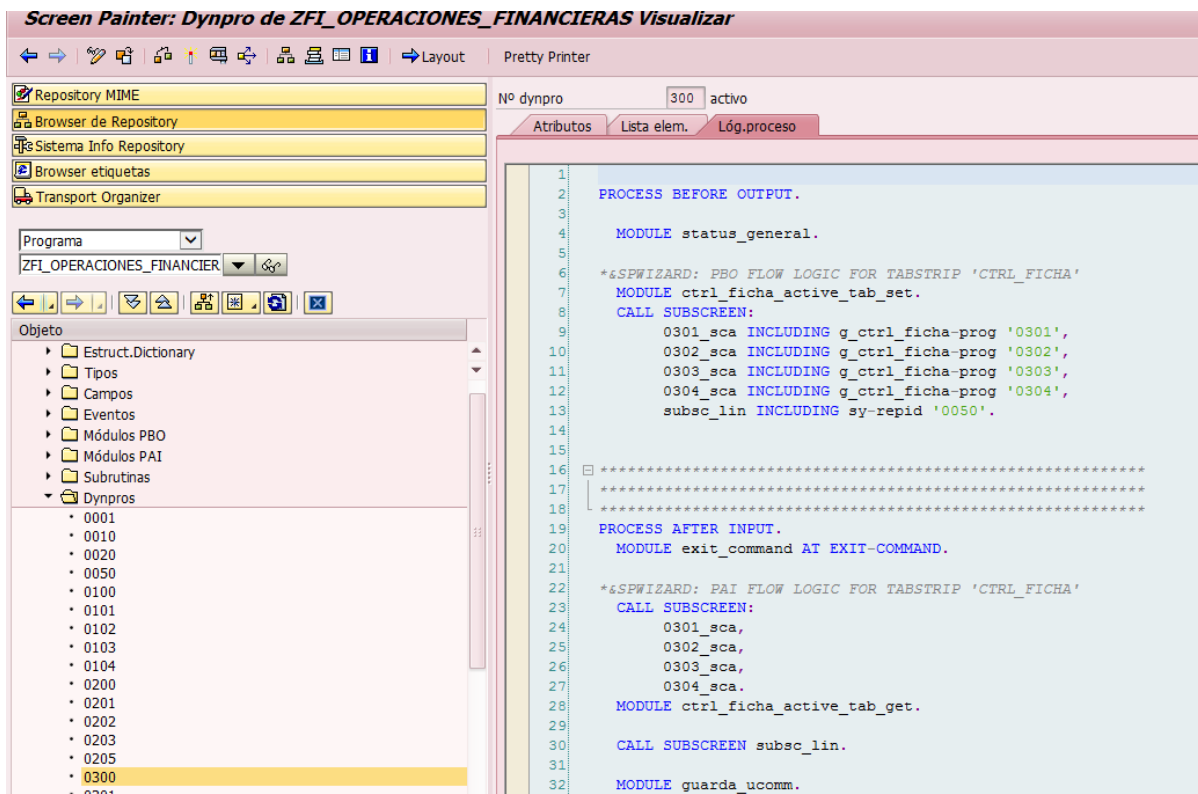 Screen Painter: Dynpro de ZFI_OPERACIONES_FINANCIERAS Visualizar
Layout Pretty Printer
Repository MIME
Browser de Repository
Sistema Info Repository
Browser etiquetas
Transport Organizer
Programa
ZFI_OPERACIONES_FINANCIER
Objeto
Estruct.Dictionary
Tipos
Campos
Eventos
Módulos PBO
Módulos PAI
Subrutinas
Dynpros
0001
0010
0020
0050
0100
0101
0102
0103
0104
0200
0201
0202
0203
0205
0300
0301
Nº dynpro 300 activo
Atributos Lista elem. Lóg.proceso
1
2 PROCESS BEFORE OUTPUT.
3
4 MODULE status_general.
5
6 *&SPWIZARD: PBO FLOW LOGIC FOR TABSTRIP 'CTRL_FICHA'
7 MODULE ctrl_ficha_active_tab_set.
8 CALL SUBSCREEN:
9 0301_sca INCLUDING g_ctrl_ficha-prog '0301',
10 0302_sca INCLUDING g_ctrl_ficha-prog '0302',
11 0303_sca INCLUDING g_ctrl_ficha-prog '0303',
12 0304_sca INCLUDING g_ctrl_ficha-prog '0304',
13 subsc_lin INCLUDING sy-repid '0050'.
14
15
16 ***********************************************************
17 ***********************************************************
18 ***********************************************************
19 PROCESS AFTER INPUT.
20 MODULE exit_command AT EXIT-COMMAND.
21
22 *&SPWIZARD: PAI FLOW LOGIC FOR TABSTRIP 'CTRL_FICHA'
23 CALL SUBSCREEN:
24 0301_sca,
25 0302_sca,
26 0303_sca,
27 0304_sca.
28 MODULE ctrl_ficha_active_tab_get.
29
30 CALL SUBSCREEN subsc_lin.
31
32 MODULE guarda_ucomm.